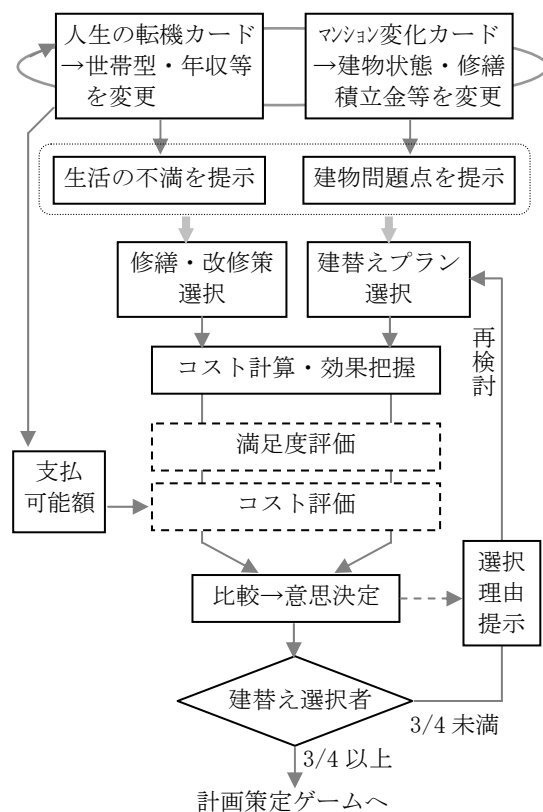 人生の転機カード
→世帯型・年収等
を変更
ﾏﾝｼｮﾝ変化カード
→建物状態・修繕
積立金等を変更
生活の不満を提示
建物問題点を提示
修繕・改修策
選択
建替えプラン
選択
再検討
コスト計算・効果把握
満足度評価
支払
可能額
コスト評価
比較→意思決定
選択
理由
提示
建替え選択者
3/4 未満
3/4 以上
計画策定ゲームへ